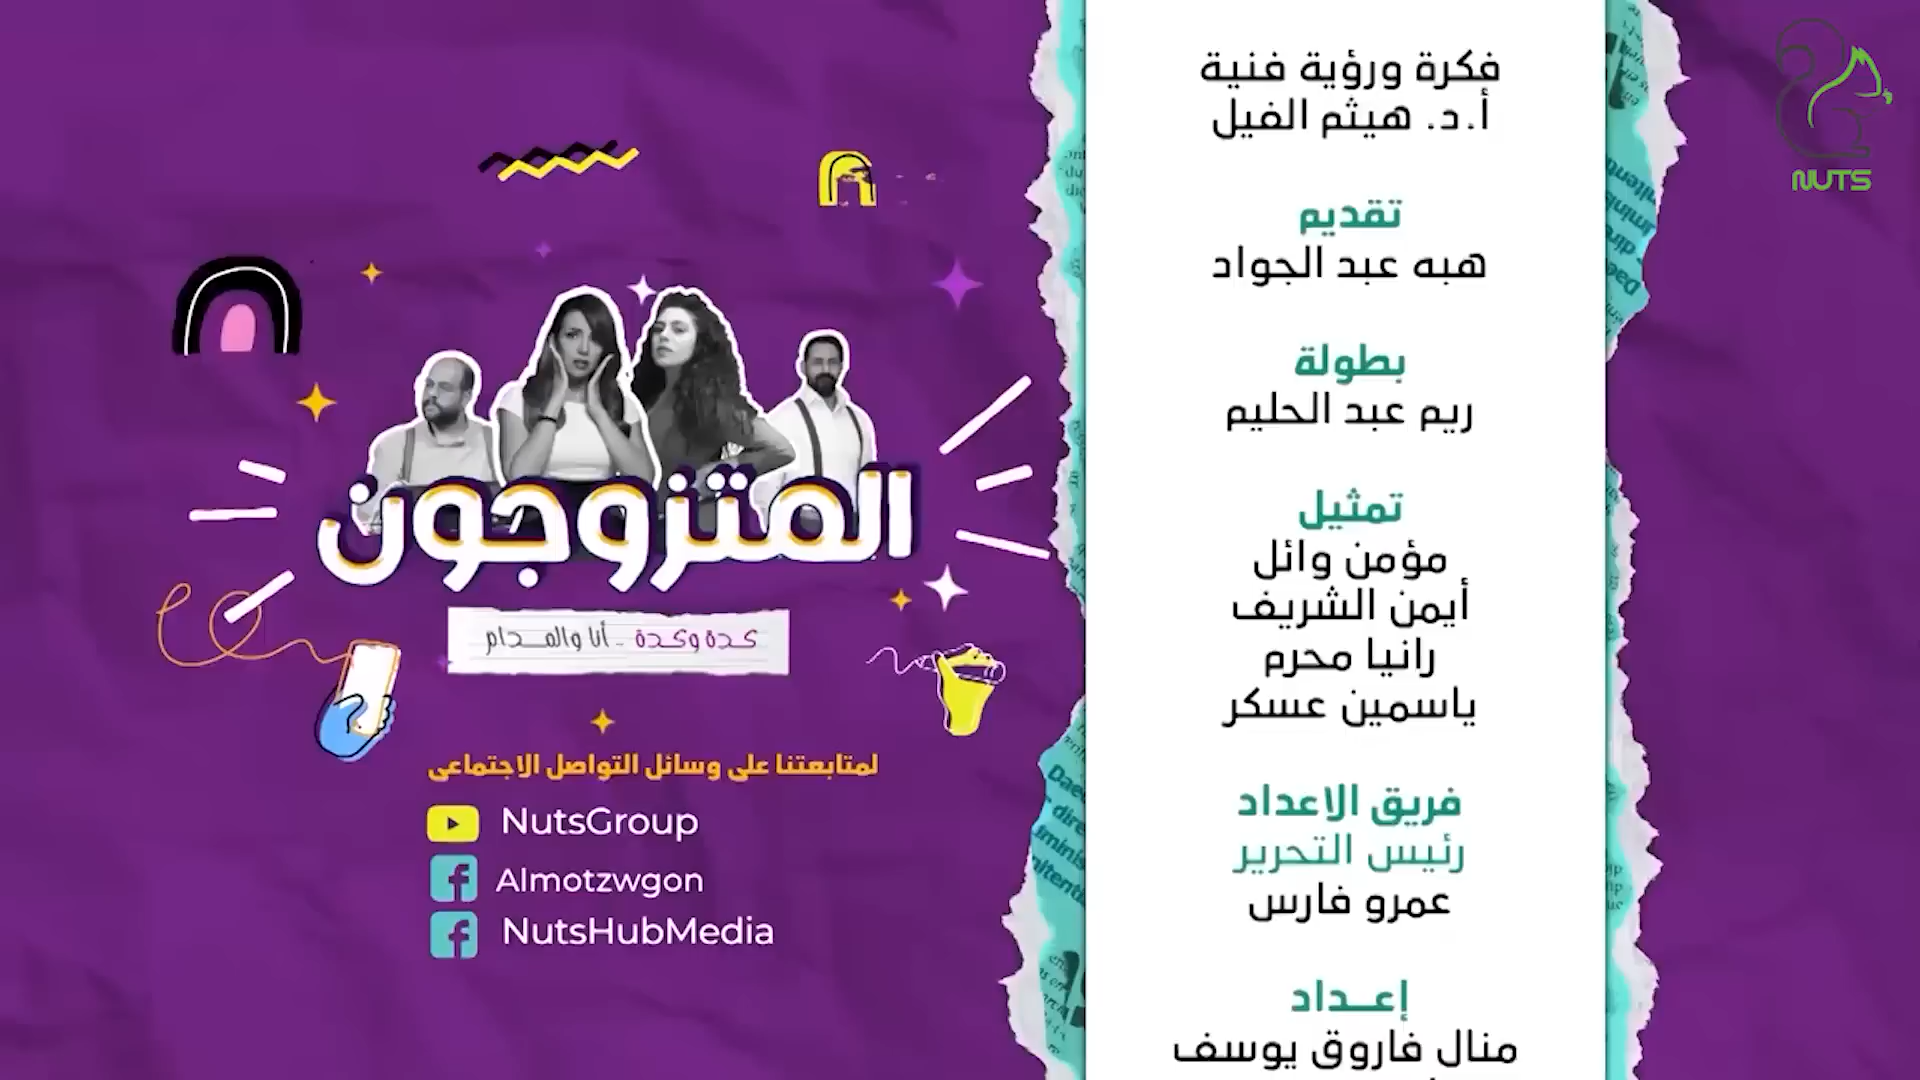 فكرة ورؤية فنية
أ.د. هيثم الفيل
تقديم
هبه عبد الجواد
بطولة
ريم عبد الحليم
تمثيل
مؤمن وائل
أيمن الشريف
رانيا محرم
ياسمين عسكر
فريق الاعداد
رئيس التحرير
عمرو فارس
إعـداد
منال فاروق يوسف
NUTS
المتزوجون
كدة وكدة - أنا والمدام
لمتابعتنا على وسائل التواصل الاجتماعى
NutsGroup
Almotzwgon
NutsHubMedia